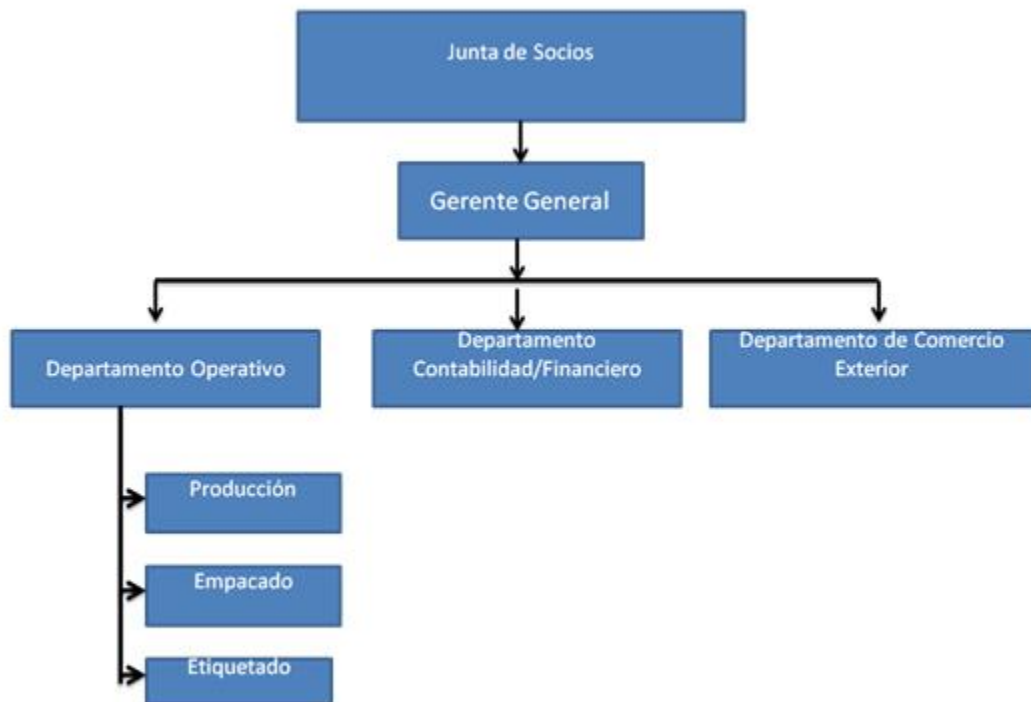 Junta de Socios
Gerente General
Departamento Operativo
Departamento
Contabilidad/Financiero
Departamento de Comercio
Exterior
Producción
Empacado
Etiquetado